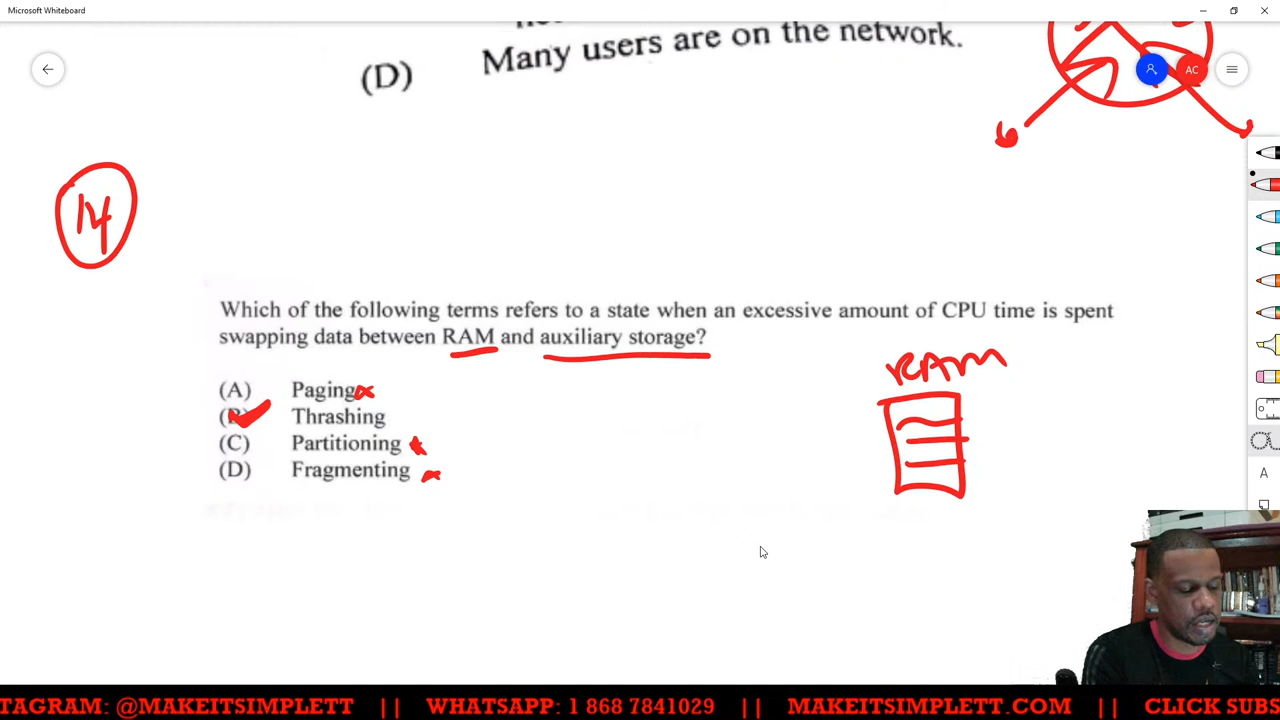 Microsoft Whiteboard
(D) Many users are on the network.
AC
14
Which of the following terms refers to a state when an excessive amount of CPU time is spent
swapping data between RAM and auxiliary storage?
RAM
(A) Paging
(B) Thrashing
(C) Partitioning
(D) Fragmenting
A
TAGRAM: @MAKEITSIMPLETT || WHATSAPP: 1 868 7841029 || MAKEITSIMPLETT.COM || CLICK SUBS